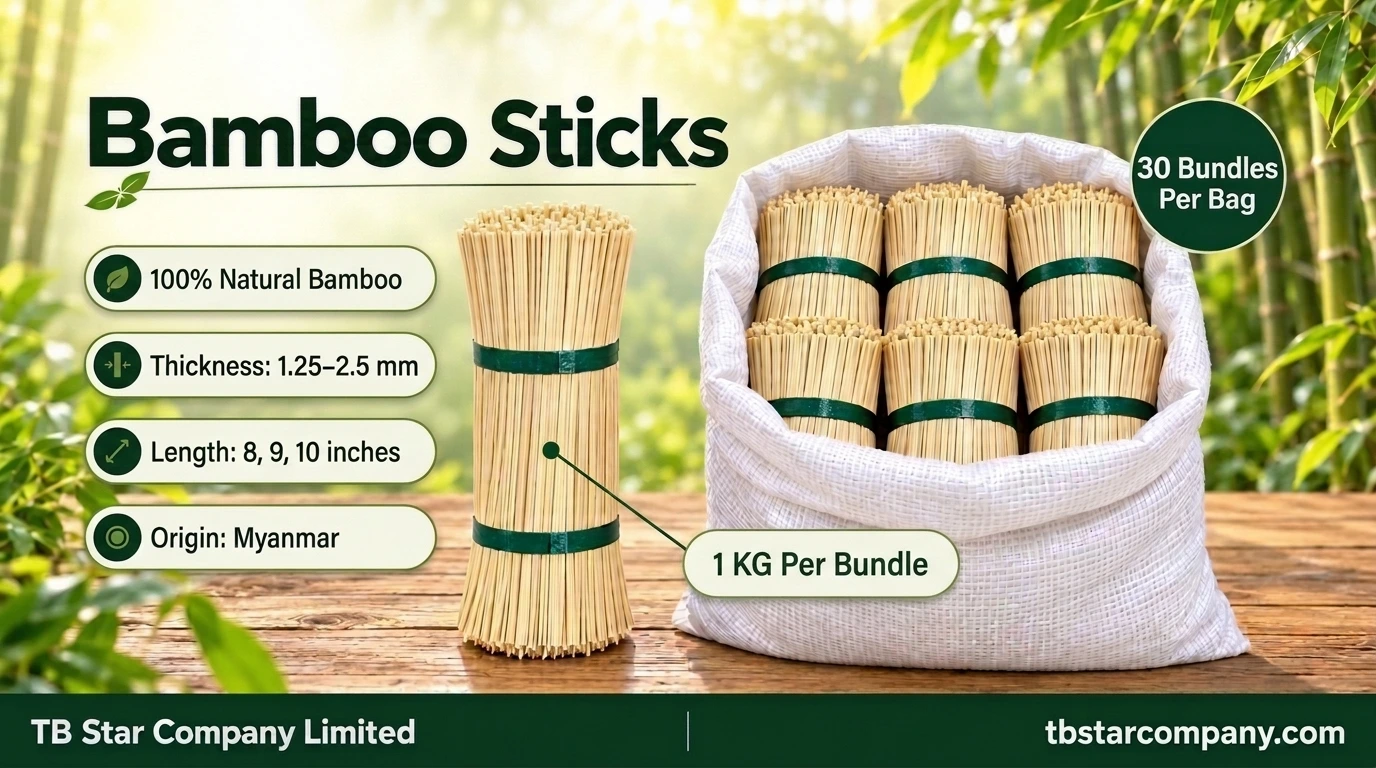 Bamboo Sticks
30 Bundles
Per Bag
100% Natural Bamboo
Thickness: 1.25–2.5 mm
Length: 8, 9, 10 inches
Origin: Myanmar
1 KG Per Bundle
TB Star Company Limited
tbstarcompany.com